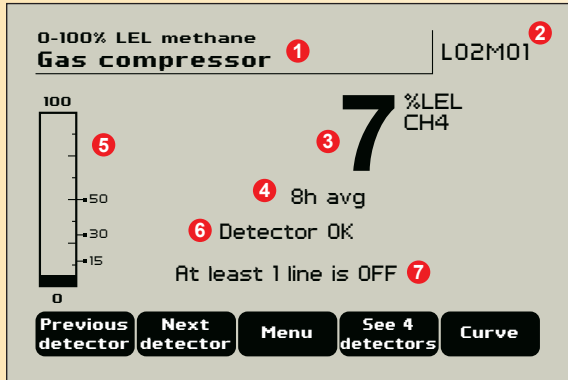 0-100% LEL methane
Gas compressor
1
L02M01
2
100
50
30
15
0
5
3
7
%LEL
CH4
4
8h avg
6
Detector OK
At least 1 line is OFF
7
Previous detector
Next detector
Menu
See 4 detectors
Curve